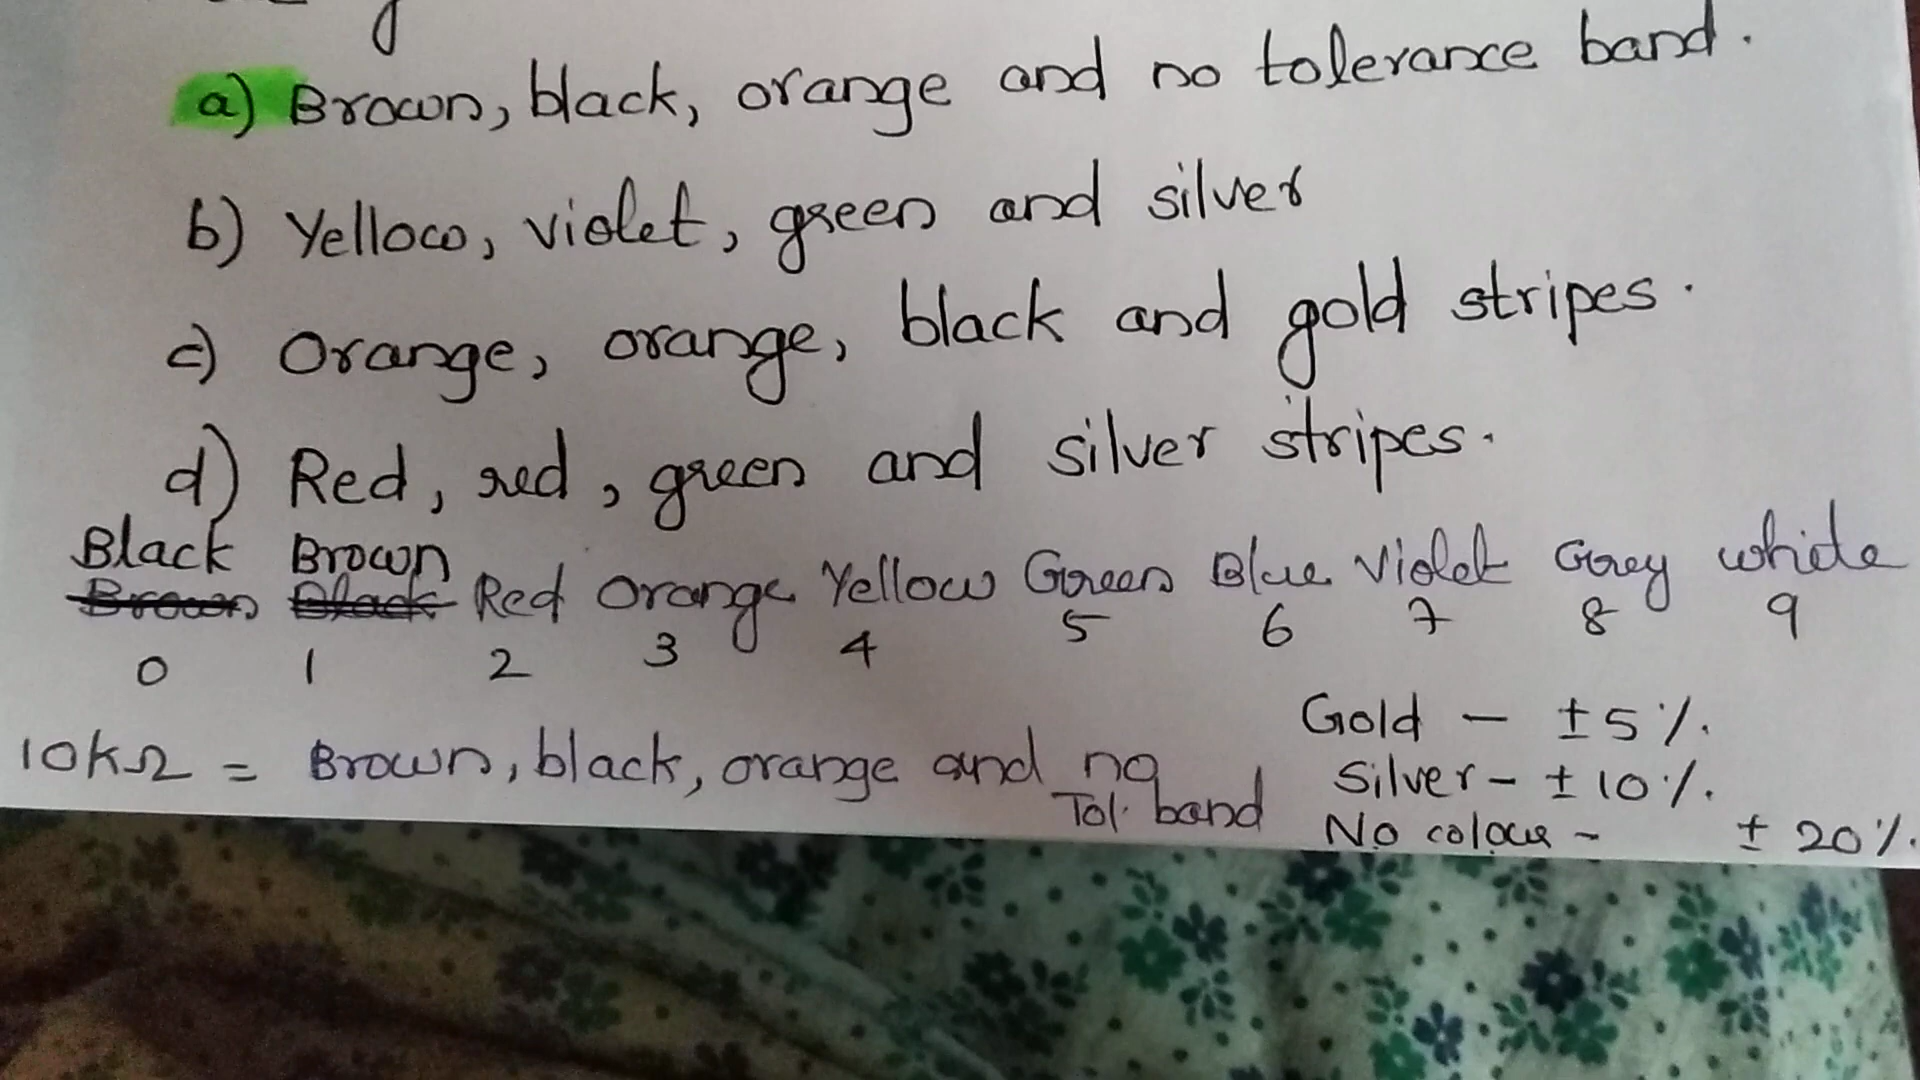 a) Brown, black, orange and no tolerance band.
b) Yellow, violet, green and silver
c) Orange, orange, black and gold stripes.
d) Red, red, green and silver stripes.
Black Brown
Brown Black Red Orange Yellow Green Blue Violet Grey white
0 1 2 3 4 5 6 7 8 9
Gold - ±5%.
10kΩ = Brown, black, orange and no Tol. band
Silver - ±10%.
No colour - ±20%.